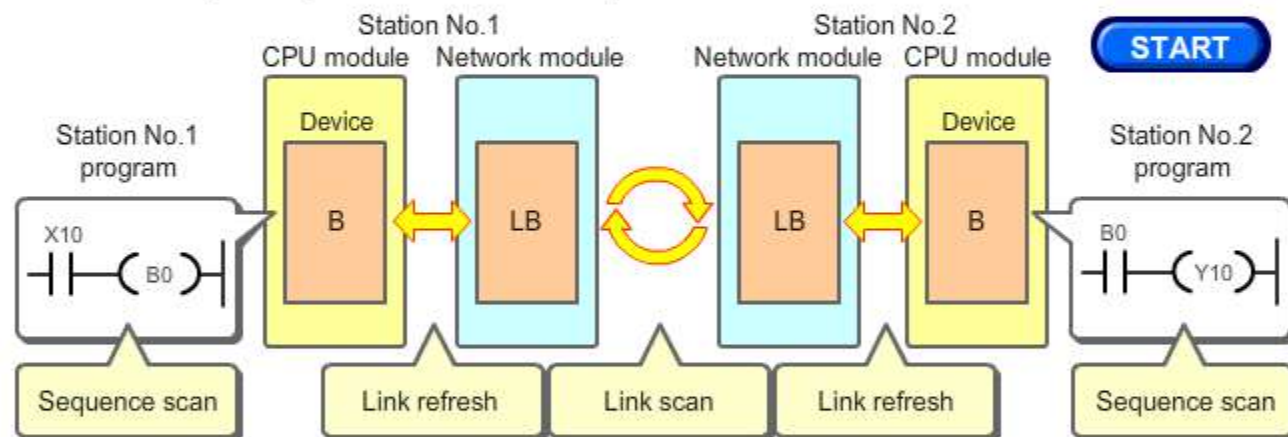 Station No.1
Station No.2
START
CPU module
Network module
Network module
CPU module
Station No.1
program
Device
Device
Station No.2
program
X10
B0
B
LB
LB
B
B0
Y10
Sequence scan
Link refresh
Link scan
Link refresh
Sequence scan